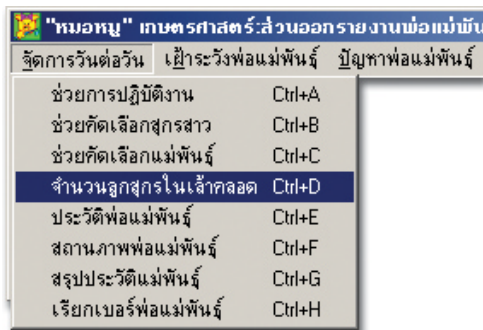 "หมอหมู" เกษตรศาสตร์:ส่วนออกรายงานพ่อแม่พัน
จัดการวันต่อวัน เฝ้าระวังพ่อแม่พันธุ์ ปัญหาพ่อแม่พันธุ์
ช่วยการปฏิบัติงาน Ctrl+A
ช่วยคัดเลือกสุกรสาว Ctrl+B
ช่วยคัดเลือกแม่พันธุ์ Ctrl+C
จำนวนลูกสุกรในเล้าคลอด Ctrl+D
ประวัติพ่อแม่พันธุ์ Ctrl+E
สถานภาพพ่อแม่พันธุ์ Ctrl+F
สรุปประวัติแม่พันธุ์ Ctrl+G
เรียกเบอร์พ่อแม่พันธุ์ Ctrl+H